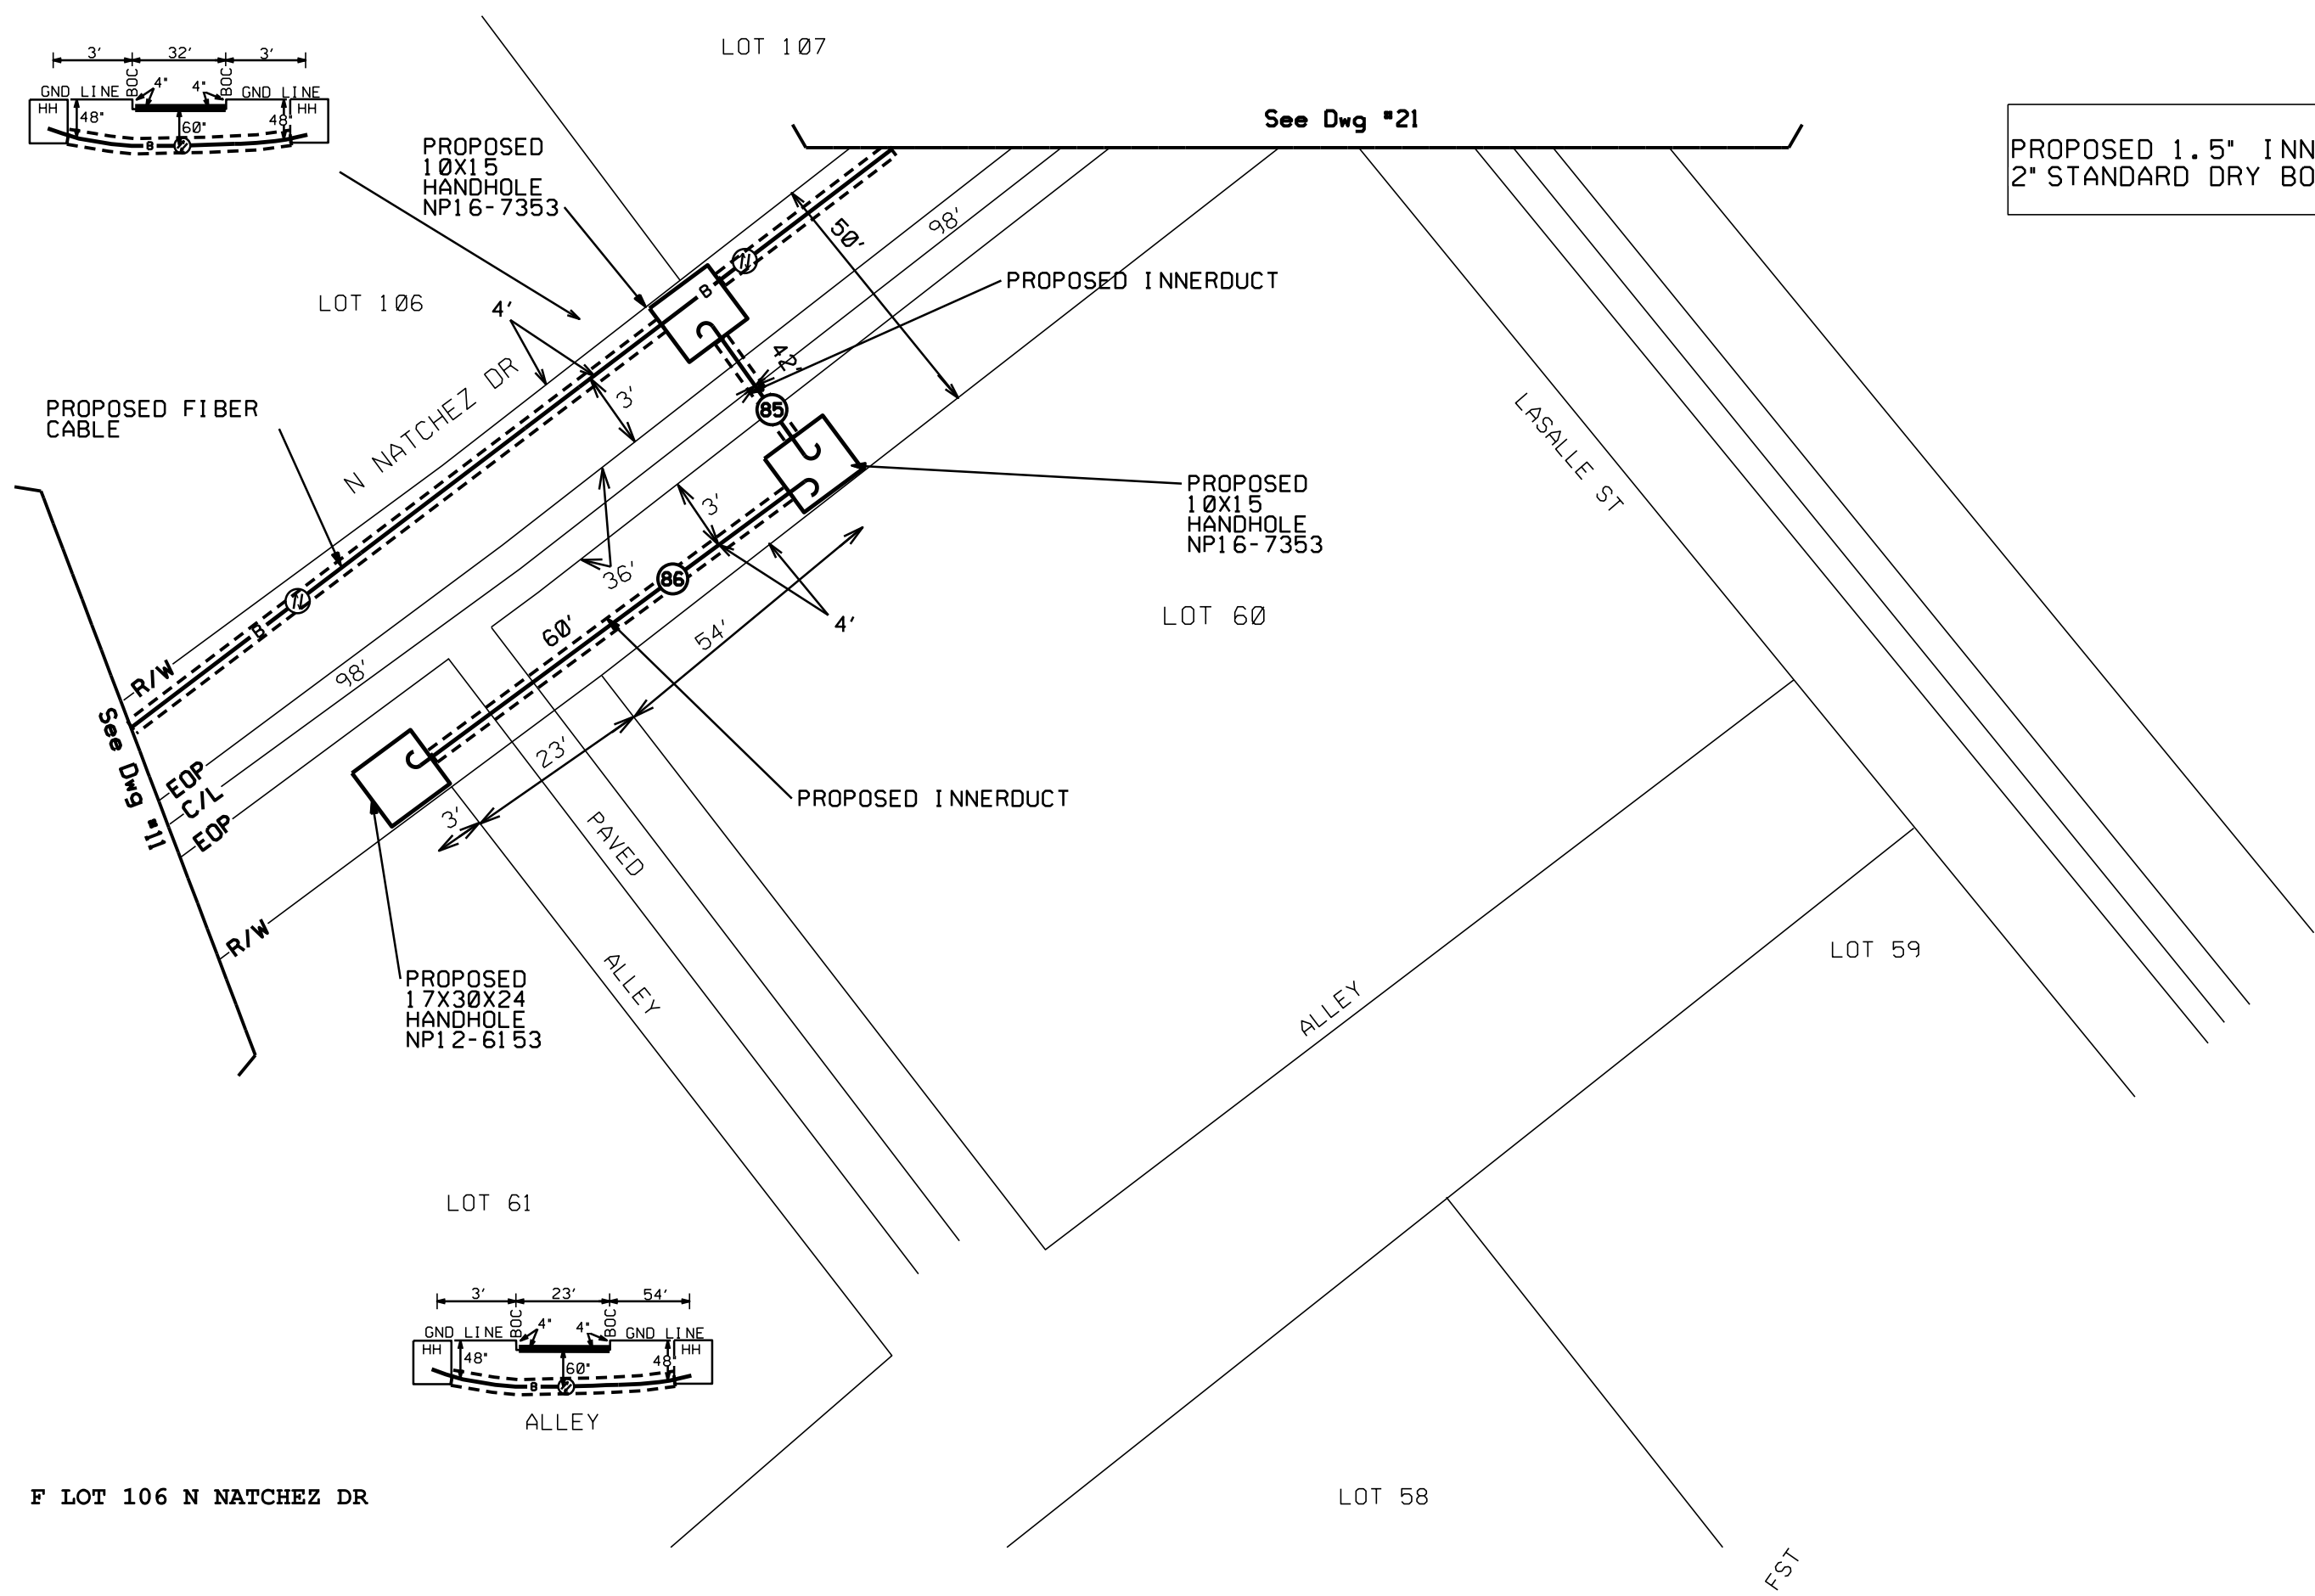 3' 32' 3'
BOC BOC
4" 4"
GND LINE GND LINE
HH HH
48" 60" 48"
B
LOT 107
See Dwg #21
PROPOSED 1.5" INN
2" STANDARD DRY BO
PROPOSED
10X15
HANDHOLE
NP16-7353
50'
98'
B
PROPOSED INNERDUCT
LOT 106
4'
42'
3'
N NATCHEZ DR
PROPOSED FIBER
CABLE
85
LASALLE ST
PROPOSED
10X15
HANDHOLE
NP16-7353
3'
36'
86
B
60'
54'
4'
LOT 60
R/W
98'
See Dwg #11
EOP
C/L
EOP
23'
3'
PROPOSED INNERDUCT
PAVED
R/W
ALLEY
PROPOSED
17X30X24
HANDHOLE
NP12-6153
ALLEY
LOT 59
LOT 61
3' 23' 54'
BOC BOC
4" 4"
GND LINE GND LINE
HH HH
48" 60" 48"
B
ALLEY
F LOT 106 N NATCHEZ DR
LOT 58
FST